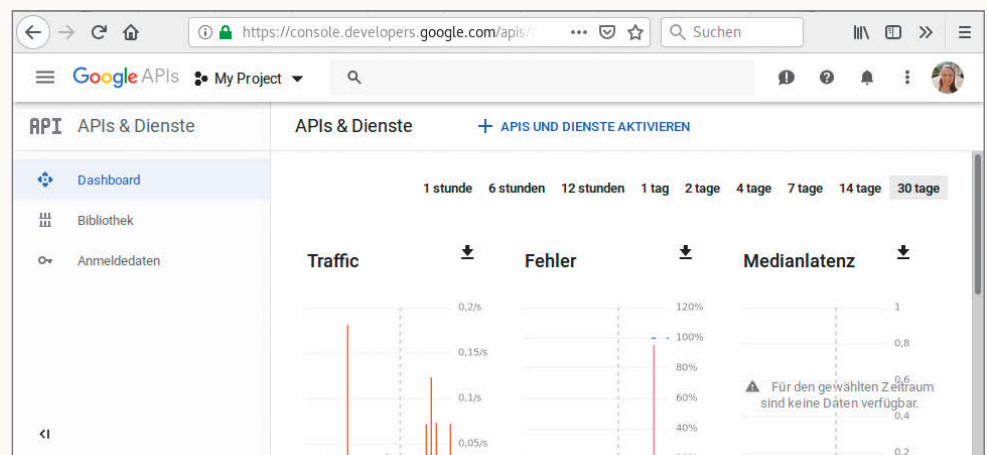 https://console.developers.google.com/apis/
Suchen
Google APIs
My Project
API APIs & Dienste
APIs & Dienste
+ APIS UND DIENSTE AKTIVIEREN
Dashboard
1 stunde 6 stunden 12 stunden 1 tag 2 tage 4 tage 7 tage 14 tage 30 tage
Bibliothek
Anmeldedaten
Traffic
Fehler
Medianlatenz
0,2/s
0,15/s
0,1/s
0,05/s
120%
100%
80%
60%
40%
1
0,8
0,6
Für den gewählten Zeitraum
sind keine Daten verfügbar.
0,4
0,2